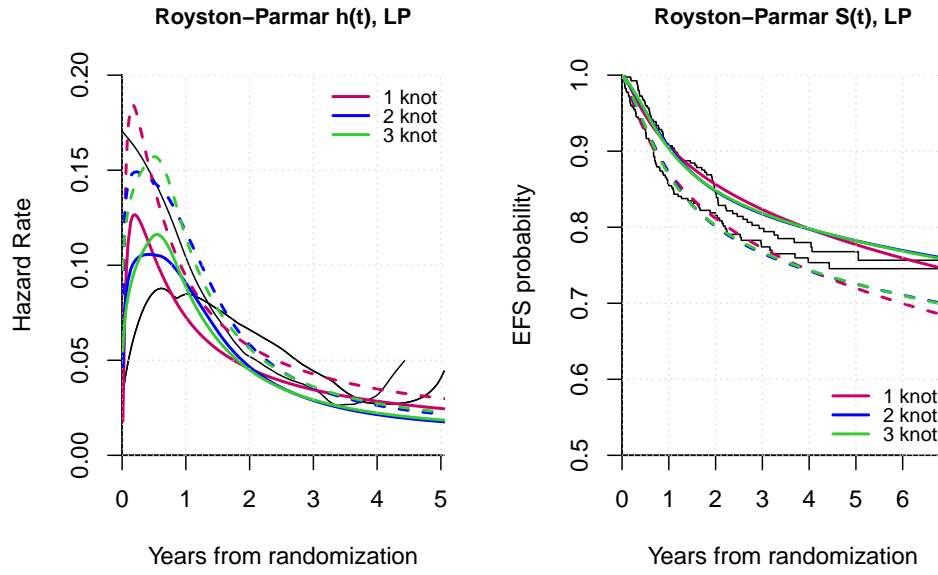 Royston−Parmar h(t), LP
Hazard Rate
0.20
0.15
0.10
0.05
0.00
1 knot
2 knot
3 knot
0 1 2 3 4 5
Years from randomization
Royston−Parmar S(t), LP
EFS probability
1.0
0.9
0.8
0.7
0.6
0.5
1 knot
2 knot
3 knot
0 1 2 3 4 5 6
Years from randomization